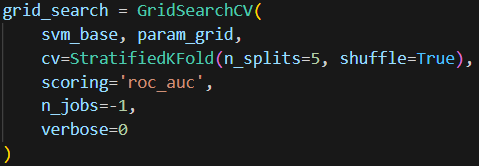 grid_search = GridSearchCV(
    svm_base, param_grid,
    cv=StratifiedKFold(n_splits=5, shuffle=True),
    scoring='roc_auc',
    n_jobs=-1,
    verbose=0
)